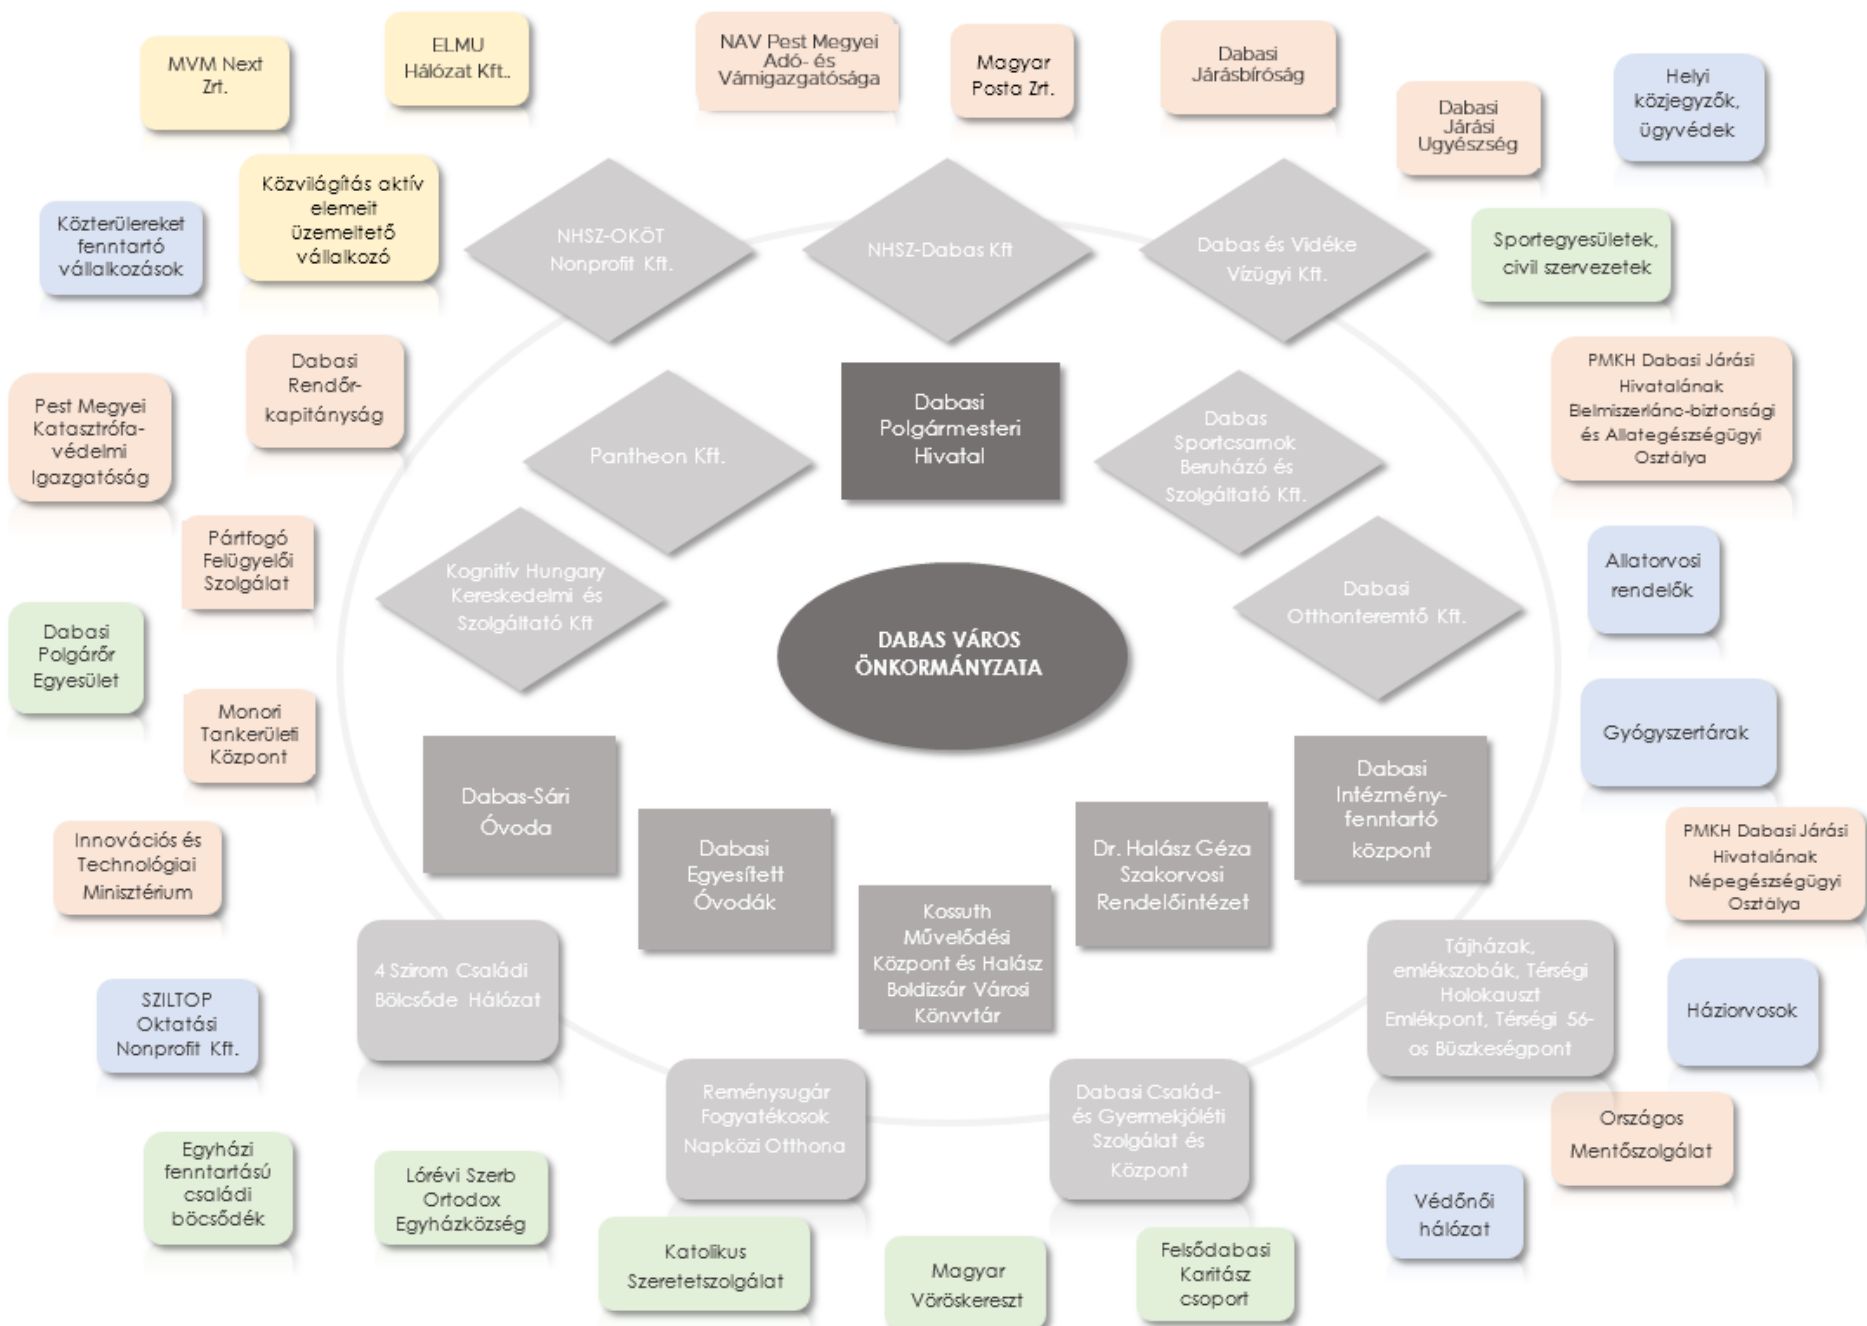 MVM Next
Zrt.
ELMU
Hálózat Kft..
NAV Pest Megyei
Adó- és
Vámigazgatósága
Magyar
Posta Zrt.
Dabasi
Járásbíróság
Dabasi
Járási
Ugyészség
Helyi
közjegyzők,
ügyvédek
Közterülereket
fenntartó
vállalkozások
Közvilágítás aktív
elemeit
üzemeltető
vállalkozó
NHSZ-OKÖT
Nonprofit Kft.
NHSZ-Dabas Kft
Dabas és Vidéke
Vízügyi Kft.
Sportegyesületek,
civil szervezetek
Pest Megyei
Katasztrófa-
védelmi
Igazgatóság
Dabasi
Rendőr-
kapitányság
Pantheon Kft.
Dabasi
Polgármesteri
Hivatal
Dabas
Sportcsarnok
Beruházó és
Szolgáltató Kft.
PMKH Dabasi Járási
Hivatalának
Elelmiszerlánc-biztonsági
és Allategészségügyi
Osztálya
Pártfogó
Felügyelői
Szolgálat
Kognitív Hungary
Kereskedelmi és
Szolgáltató Kft
Dabasi
Otthonteremtő Kft.
Allatorvosi
rendelők
Dabasi
Polgárőr
Egyesület
DABAS VÁROS
ÖNKORMÁNYZATA
Monori
Tankerületi
Központ
Gyógyszertárak
Dabas-Sári
Óvoda
Dabasi
Egyesített
Óvodák
Kossuth
Művelődési
Központ és Halász
Boldizsár Városi
Könyvtár
Dr. Halász Géza
Szakorvosi
Rendelőintézet
Dabasi
Intézmény-
fenntartó
központ
Innovációs és
Technológiai
Minisztérium
PMKH Dabasi Járási
Hivatalának
Népegészségügyi
Osztálya
4 Szirom Családi
Bölcsőde Hálózat
Tájházak,
emlékszobák, Térségi
Holokauszt
Emlékpont, Térségi 56-
os Büszkeségpont
SZILTOP
Oktatási
Nonprofit Kft.
Háziorvosok
Reménysugár
Fogyatékosok
Napközi Otthona
Dabasi Család-
és Gyermekjóléti
Szolgálat és
Központ
Országos
Mentőszolgálat
Egyházi
fenntartású
családi
böcsődék
Lórévi Szerb
Ortodox
Egyházközség
Katolikus
Szeretetszolgálat
Magyar
Vöröskereszt
Felsődabasi
Karitász
csoport
Védőnői
hálózat